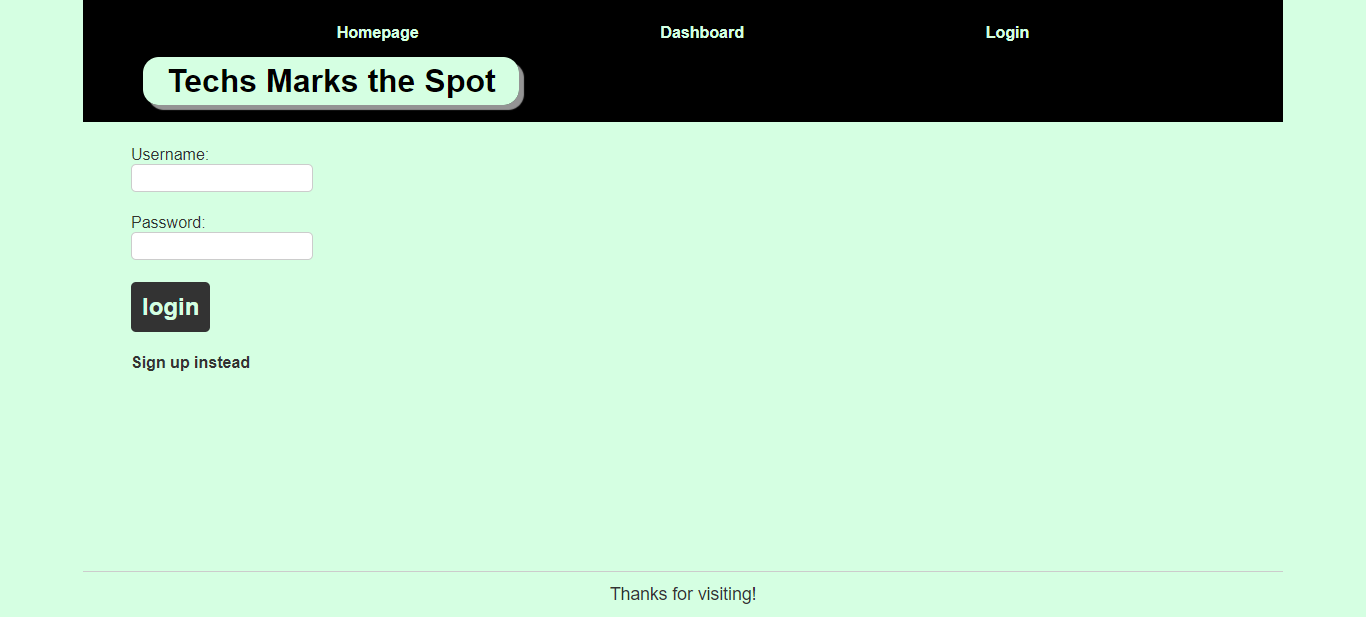 Homepage Dashboard Login
Techs Marks the Spot
Username:
Password:
login
Sign up instead
Thanks for visiting!